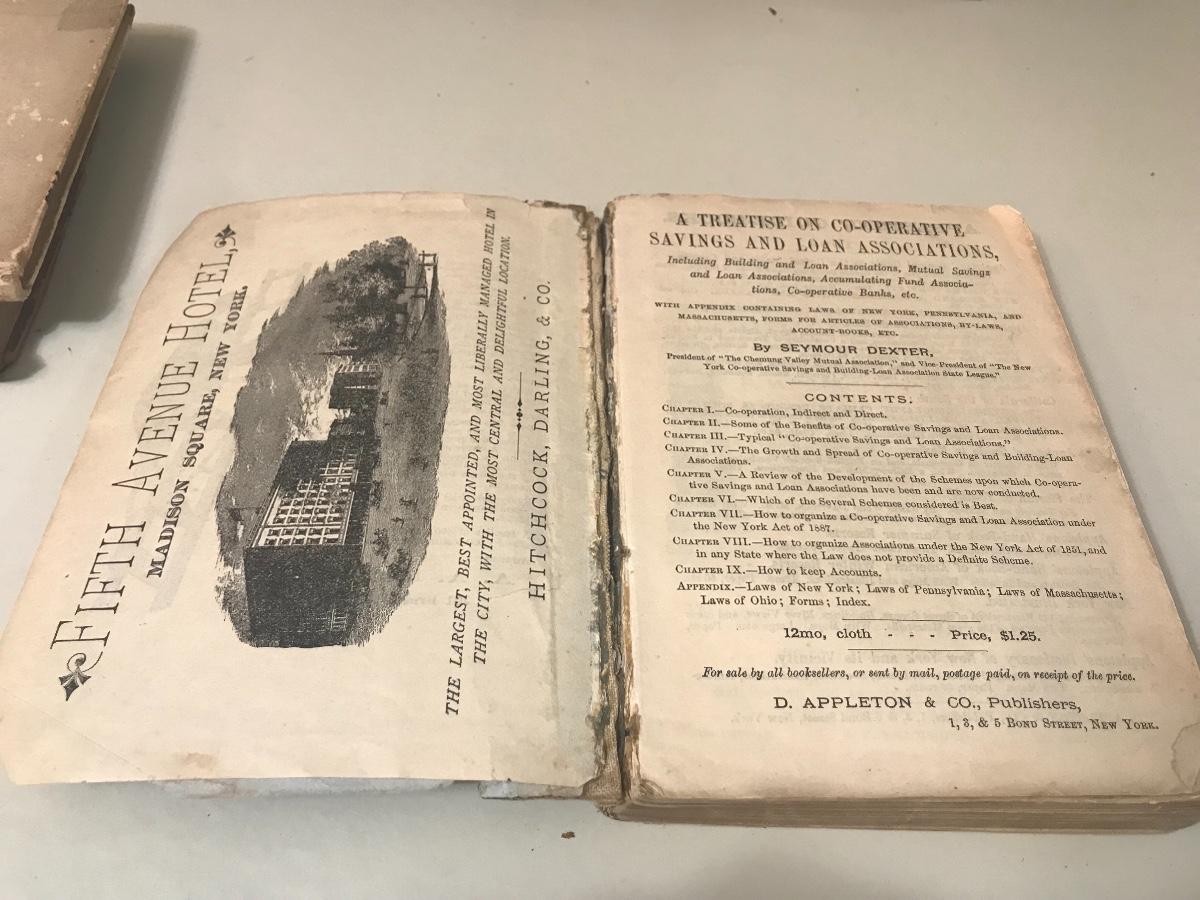 FIFTH AVENUE HOTEL,
MADISON SQUARE, NEW YORK.
THE LARGEST, BEST APPOINTED, AND MOST LIBERALLY MANAGED HOTEL IN
THE CITY, WITH THE MOST CENTRAL AND DELIGHTFUL LOCATION.
HITCHCOCK, DARLING, & CO.
A TREATISE ON CO-OPERATIVE
SAVINGS AND LOAN ASSOCIATIONS,
Including Building and Loan Associations, Mutual Savings
and Loan Associations, Accumulating Fund Associa-
tions, Co-operative Banks, etc.
WITH APPENDIX CONTAINING LAWS OF NEW YORK, PENNSYLVANIA, AND
MASSACHUSETTS, FORMS FOR ARTICLES OF ASSOCIATIONS, BY-LAWS,
ACCOUNT-BOOKS, ETC.
By SEYMOUR DEXTER,
President of "The Chemung Valley Mutual Association," and Vice-President of "The New
York Co-operative Savings and Building-Loan Association State League."
CONTENTS.
CHAPTER I.—Co-operation, Indirect and Direct.
CHAPTER II.—Some of the Benefits of Co-operative Savings and Loan Associations.
CHAPTER III.—Typical "Co-operative Savings and Loan Associations."
CHAPTER IV.—The Growth and Spread of Co-operative Savings and Building-Loan
Associations.
CHAPTER V.—A Review of the Development of the Schemes upon which Co-opera-
tive Savings and Loan Associations have been and are now conducted.
CHAPTER VI.—Which of the Several Schemes considered is Best.
CHAPTER VII.—How to organize a Co-operative Savings and Loan Association under
the New York Act of 1887.
CHAPTER VIII.—How to organize Associations under the New York Act of 1851, and
in any State where the Law does not provide a Definite Scheme.
CHAPTER IX.—How to keep Accounts.
APPENDIX.—Laws of New York; Laws of Pennsylvania; Laws of Massachusetts;
Laws of Ohio; Forms; Index.
12mo, cloth - - - Price, $1.25.
For sale by all booksellers, or sent by mail, postage paid, on receipt of the price.
D. APPLETON & CO., Publishers,
1, 3, & 5 BOND STREET, NEW YORK.